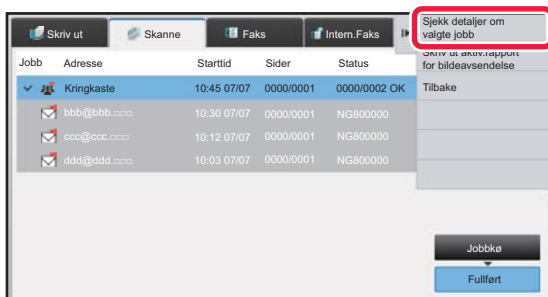 Skriv ut
Skanne
Faks
Intern.Faks
Sjekk detaljer om
valgte jobb
Skriv ut aktiv.rapport
for bildeavsendelse
Tilbake
Jobb Adresse Starttid Sider Status
Kringkaste 10:45 07/07 0000/0001 0000/0002 OK
bbb@bbb.□□□ 10:30 07/07 0000/0001 NG800000
ccc@ccc.□□□ 10:12 07/07 0000/0001 NG800000
ddd@ddd.□□□ 10:03 07/07 0000/0001 NG800000
Jobbkø
Fullført